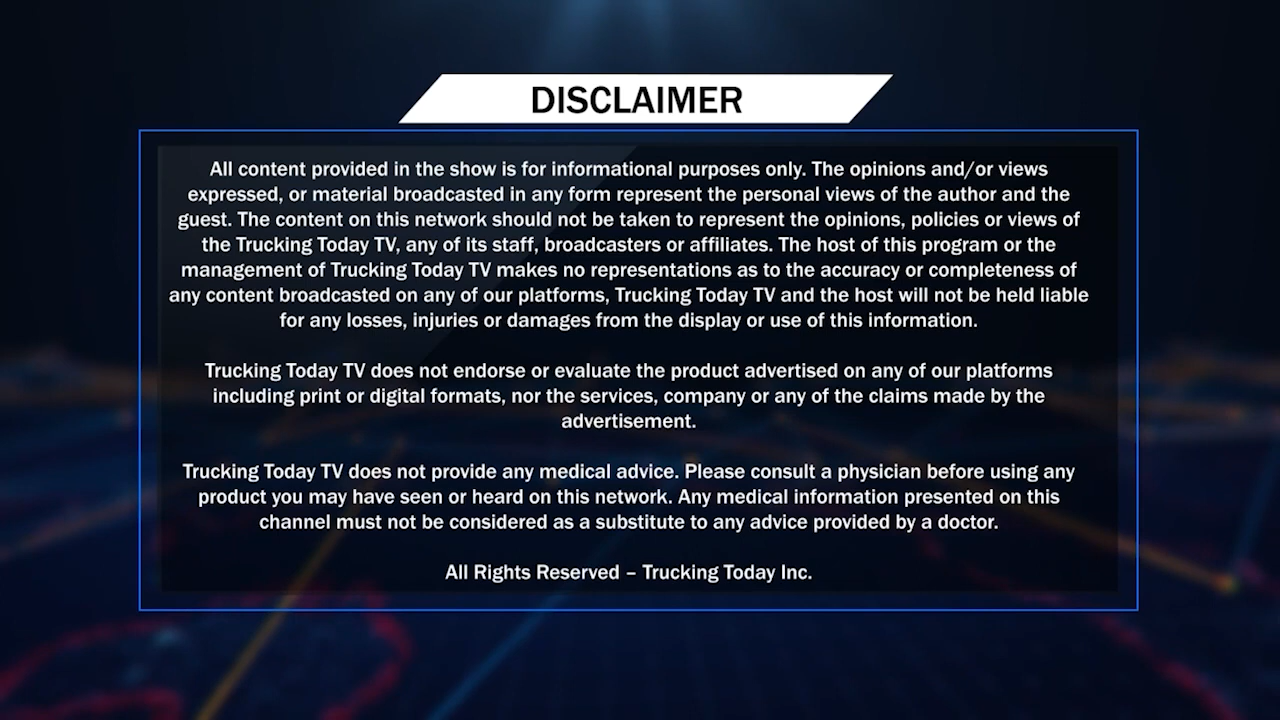 DISCLAIMER
All content provided in the show is for informational purposes only. The opinions and/or views
expressed, or material broadcasted in any form represent the personal views of the author and the
guest. The content on this network should not be taken to represent the opinions, policies or views of
the Trucking Today TV, any of its staff, broadcasters or affiliates. The host of this program or the
management of Trucking Today TV makes no representations as to the accuracy or completeness of
any content broadcasted on any of our platforms, Trucking Today TV and the host will not be held liable
for any losses, injuries or damages from the display or use of this information.
Trucking Today TV does not endorse or evaluate the product advertised on any of our platforms
including print or digital formats, nor the services, company or any of the claims made by the
advertisement.
Trucking Today TV does not provide any medical advice. Please consult a physician before using any
product you may have seen or heard on this network. Any medical information presented on this
channel must not be considered as a substitute to any advice provided by a doctor.
All Rights Reserved – Trucking Today Inc.